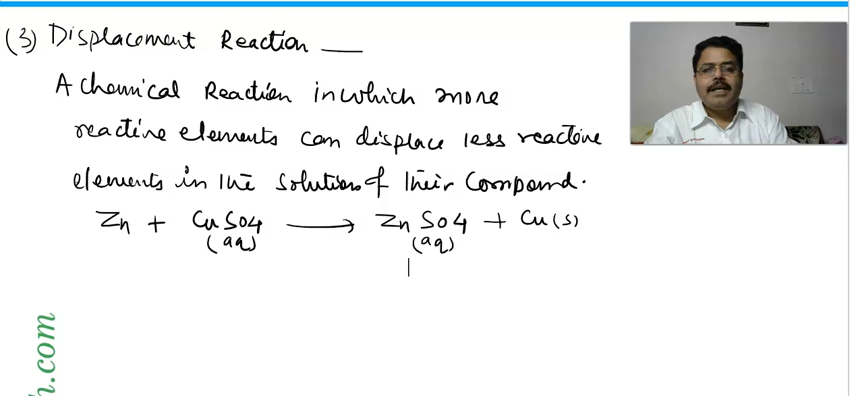 (3) Displacement Reaction —
A chemical Reaction in which more
reactive elements can displace less reactive
elements in the solution of their Compound.
Zn + CuSO4 ⟶ ZnSO4 + Cu(s)
(aq) (aq)
h.com